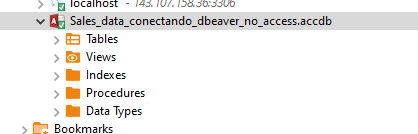 localhost - 143.107.158.36:3306
Sales_data_conectando_dbeaver_no_access.accdb
Tables
Views
Indexes
Procedures
Data Types
Bookmarks